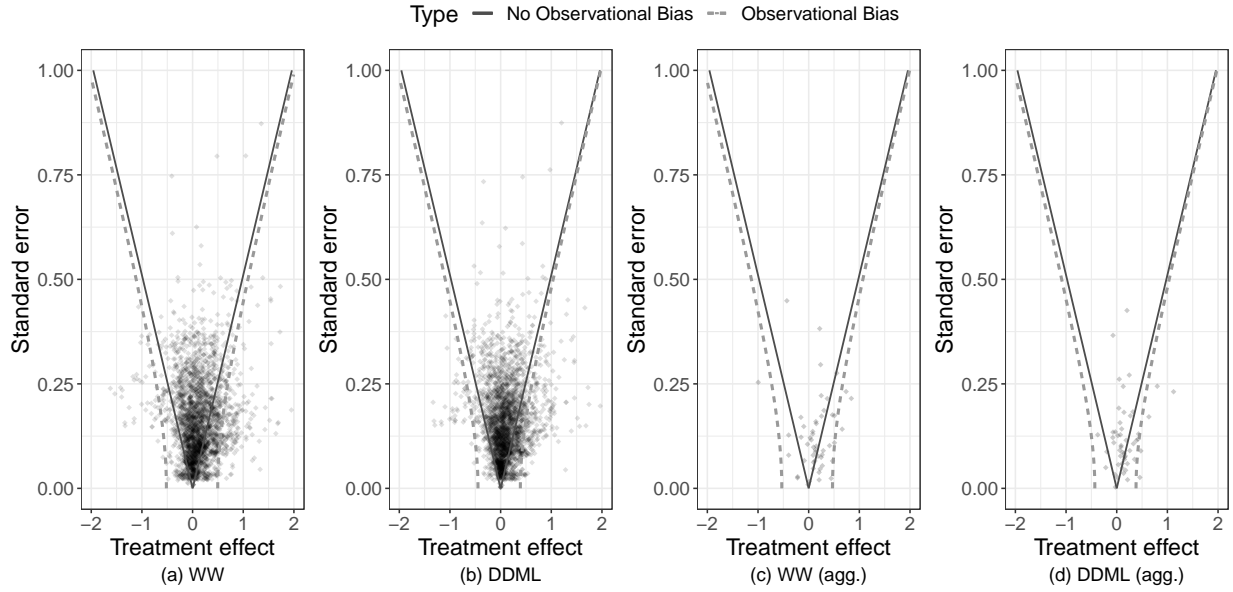 Type No Observational Bias Observational Bias
1.00 1.00 1.00 1.00
0.75 0.75 0.75 0.75
0.50 0.50 0.50 0.50
0.25 0.25 0.25 0.25
0.00 0.00 0.00 0.00
Standard error Standard error Standard error Standard error
−2 −1 0 1 2 −2 −1 0 1 2 −2 −1 0 1 2 −2 −1 0 1 2
Treatment effect Treatment effect Treatment effect Treatment effect
(a) WW (b) DDML (c) WW (agg.) (d) DDML (agg.)